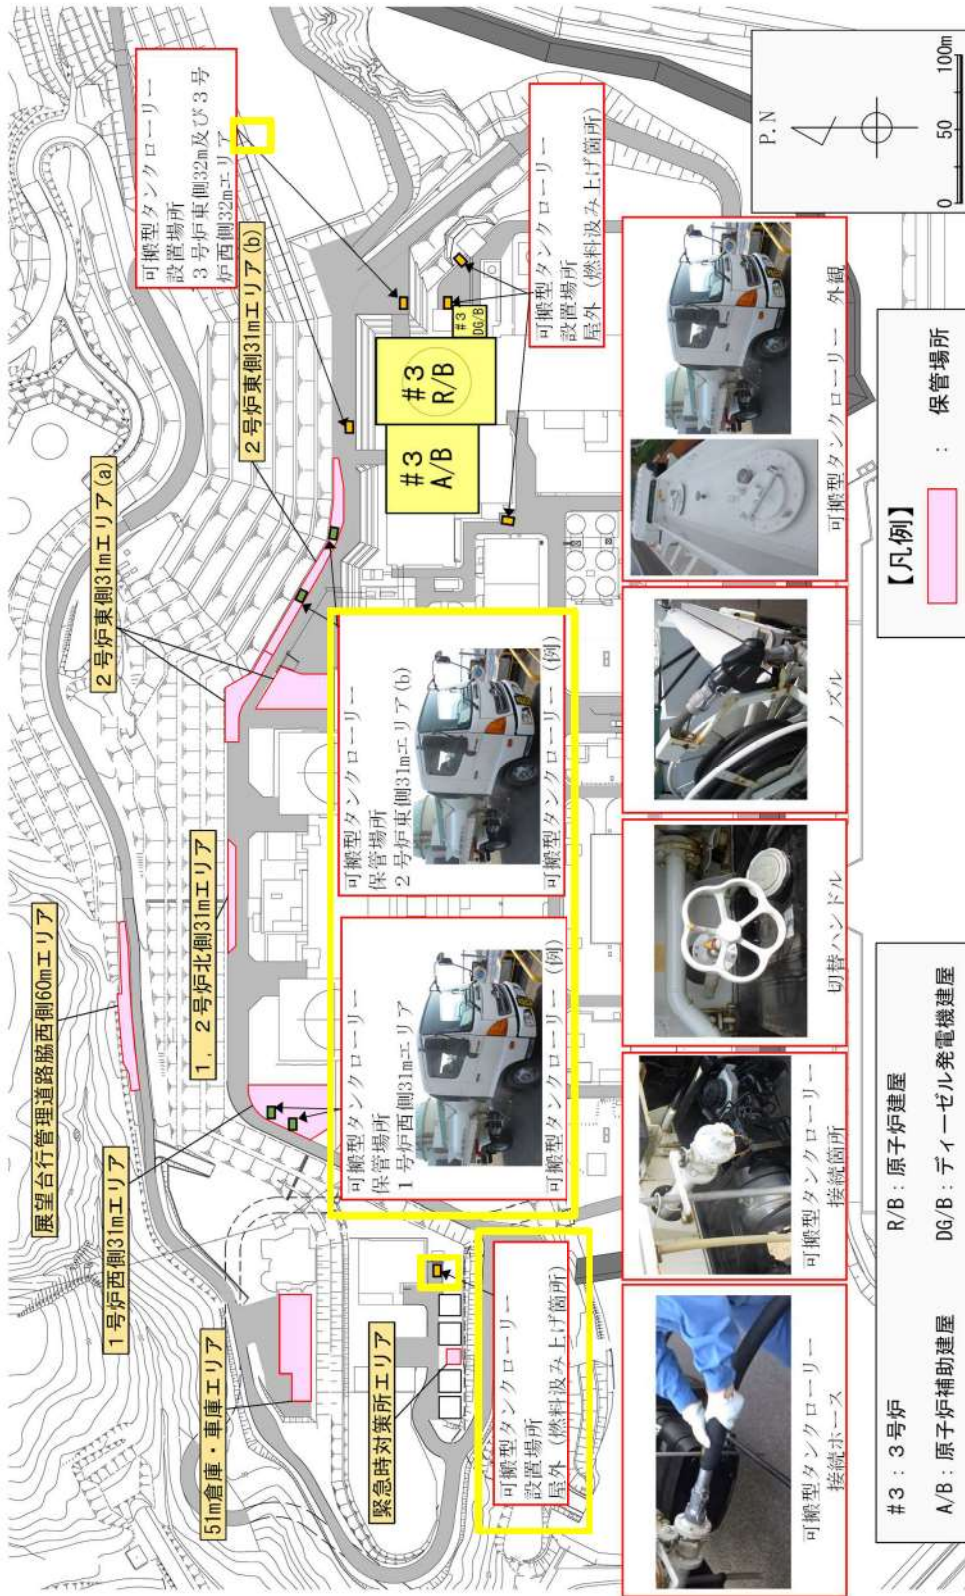 展望台行管理道路脇西側60mエリア
1号炉西側31mエリア
51m倉庫・車庫エリア
緊急時対策所エリア
1,2号炉北側31mエリア
2号炉東側31mエリア(a)
2号炉東側31mエリア(b)
可搬型タンクローリー
設置場所
3号炉東側32m及び3号
炉西側32mエリア
#3
A/B
#3
R/B
#3
DG/B
可搬型タンクローリー
設置場所
屋外(燃料汲み上げ箇所)
可搬型タンクローリー
設置場所
屋外(燃料汲み上げ箇所)
可搬型タンクローリー
保管場所
1号炉西側31mエリア
可搬型タンクローリー (例)
可搬型タンクローリー
保管場所
2号炉東側31mエリア(b)
可搬型タンクローリー (例)
可搬型タンクローリー
接続ホース
可搬型タンクローリー
接続箇所
切替ハンドル
ノズル
可搬型タンクローリー 外観
P.N
0 50 100m
#3:3号炉 R/B:原子炉建屋
A/B:原子炉補助建屋 DG/B:ディーゼル発電機建屋
【凡例】
: 保管場所